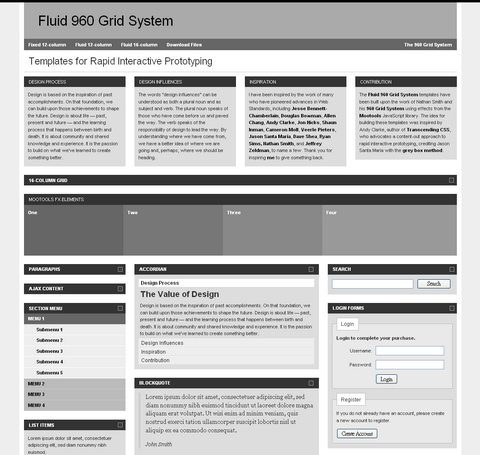 Fluid 960 Grid System
Fixed 12-column Fluid 12-column Fluid 16-column Download Files The 960 Grid System
Templates for Rapid Interactive Prototyping
DESIGN PROCESS
Design is based on the inspiration of past
accomplishments. On that foundation, we
can build upon those achievements to shape
the future. Design is about life — past,
present and future — and the learning
process that happens between birth and
death. It is about community and shared
knowledge and experience. It is the passion
to build on what we've learned to create
something better.
DESIGN INFLUENCES
The words "design influences" can be
understood as both a plural noun and as
subject and verb. The plural noun speaks of
those who have come before us and paved
the way. The verb speaks of the
responsibility of design to lead the way. By
understanding where we have come from,
we have a better idea of where we are
going and, perhaps, where we should be
heading.
INSPIRATION
I have been inspired by the work of many
who have pioneered advances in Web
Standards, including Jesse Bennett-
Chamberlain, Douglas Bowman, Allen
Chang, Andy Clarke, Jon Hicks, Shaun
Inman, Cameron Moll, Veerle Pieters,
Jason Santa Maria, Dave Shea, Ryan
Sims, Nathan Smith, and Jeffrey
Zeldman, to name a few. Thank you for
inspiring me to give something back.
CONTRIBUTION
The Fluid 960 Grid System templates have
been built upon the work of Nathan Smith and
his 960 Grid System using effects from the
Mootools JavaScript library. The idea for
building these templates was inspired by
Andy Clarke, author of Transcending CSS,
who advocates a content-out approach to
rapid interactive prototyping, crediting Jason
Santa Maria with the grey box method.
16-COLUMN GRID
MOOTOOLS FX ELEMENTS
One Two Three Four
PARAGRAPHS
AJAX CONTENT
SECTION MENU
MENU 1
Submenu 1
Submenu 2
Submenu 3
Submenu 4
Submenu 5
MENU 2
MENU 3
MENU 4
LIST ITEMS
Lorem ipsum dolor sit amet,
consectetuer adipiscing elit, sed
diam nonummy nibh euismod
ACCORDIAN
Design Process
The Value of Design
Design is based on the inspiration of past accomplishments. On that foundation, we
can build upon those achievements to shape the future. Design is about life — past,
present and future — and the learning process that happens between birth and
death. It is about community and shared knowledge and experience. It is the passion
to build on what we've learned to create something better.
Design Influences
Inspiration
Contribution
BLOCKQUOTE
Lorem ipsum dolor sit amet, consectetuer adipiscing elit, sed
diam nonummy nibh euismod tincidunt ut laoreet dolore magna
aliquam erat volutpat. Ut wisi enim ad minim veniam, quis
nostrud exerci tation ullamcorper suscipit lobortis nisl ut
aliquip ex ea commodo consequat.
John Smith
SEARCH
Search
LOGIN FORMS
Login
Login to complete your purchase.
Username
Password
Login
Register
If you do not already have an account, please create
a new account to register.
Create Account